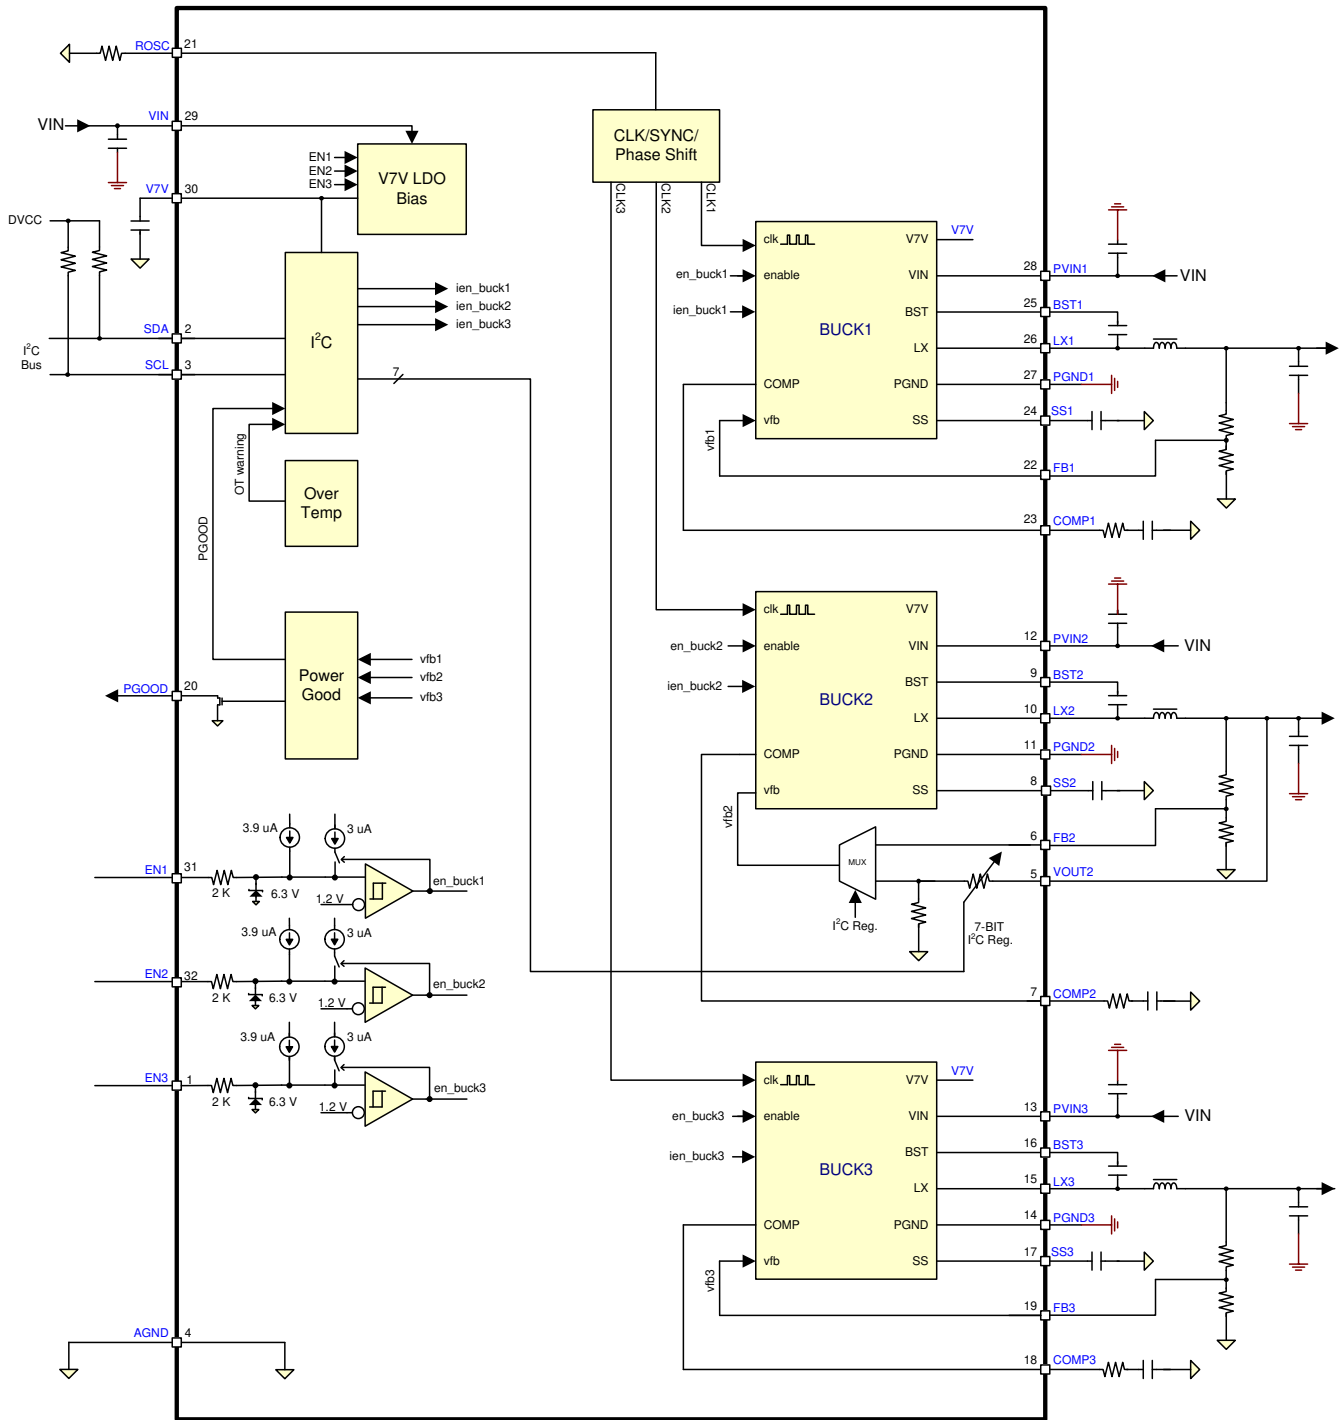 ROSC
21
VIN
VIN
29
V7V
30
DVCC
SDA
2
I²C
Bus
SCL
3
EN1
EN2
EN3
V7V LDO
Bias
I²C
ien_buck1
ien_buck2
ien_buck3
7
OT warning
PGOOD
Over
Temp
Power
Good
vfb1
vfb2
vfb3
PGOOD
20
3.9 uA
3 uA
EN1
31
2 K
6.3 V
1.2 V
en_buck1
3.9 uA
3 uA
EN2
32
2 K
6.3 V
1.2 V
en_buck2
3.9 uA
3 uA
EN3
1
2 K
6.3 V
1.2 V
en_buck3
AGND
4
CLK/SYNC/
Phase Shift
CLK3
CLK2
CLK1
clk
V7V
V7V
en_buck1
enable
VIN
28
PVIN1
VIN
ien_buck1
BST
25
BST1
BUCK1
LX
26
LX1
COMP
PGND
27
PGND1
vfb
SS
24
SS1
vfb1
22
FB1
23
COMP1
clk
V7V
en_buck2
enable
VIN
12
PVIN2
VIN
ien_buck2
BST
9
BST2
BUCK2
LX
10
LX2
COMP
PGND
11
PGND2
vfb
SS
8
SS2
vfb2
MUX
6
FB2
5
VOUT2
I²C Reg.
7-BIT
I²C Reg.
7
COMP2
clk
V7V
V7V
en_buck3
enable
VIN
13
PVIN3
VIN
ien_buck3
BST
16
BST3
BUCK3
LX
15
LX3
COMP
PGND
14
PGND3
vfb
SS
17
SS3
vfb3
19
FB3
18
COMP3